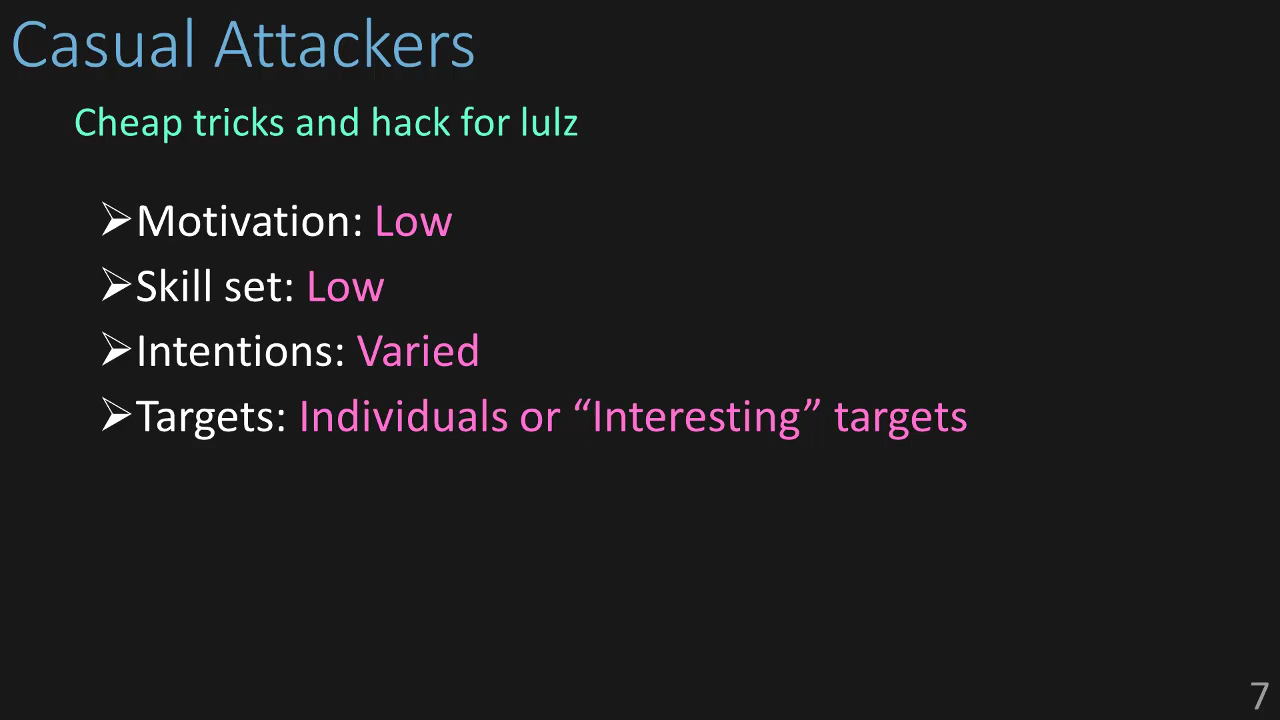 Casual Attackers
Cheap tricks and hack for lulz
➢Motivation: Low
➢Skill set: Low
➢Intentions: Varied
➢Targets: Individuals or “Interesting” targets
7